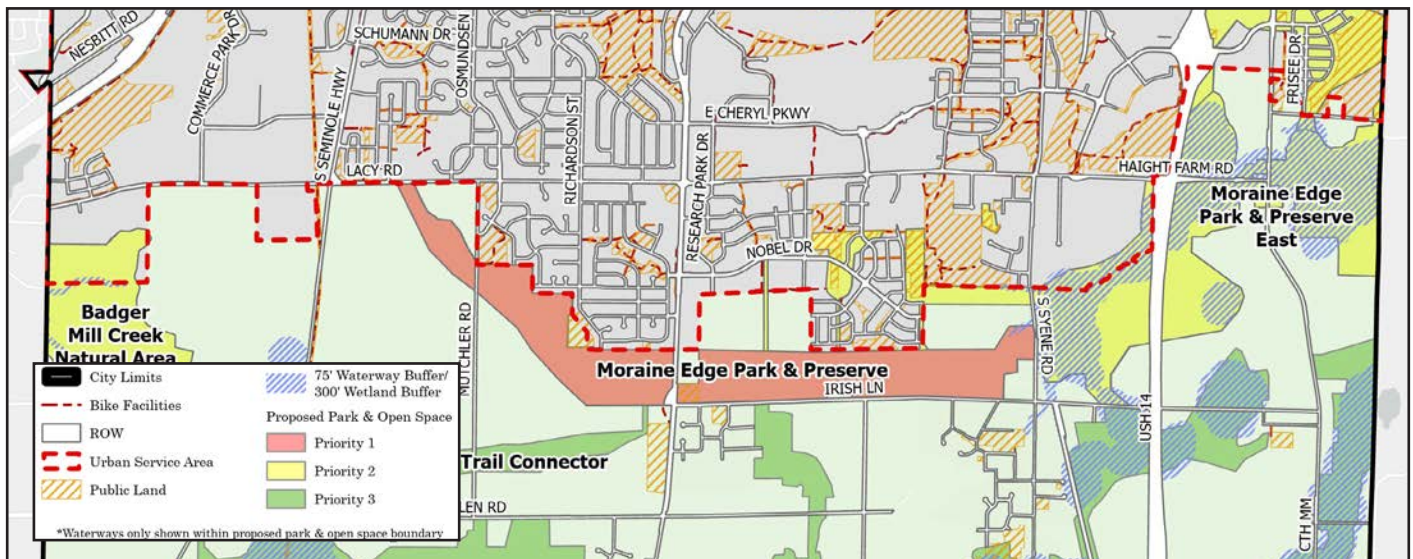 NESBITT RD
COMMERCE PARK DR
S SEMINOLE HWY
SCHUMANN DR
OSMUNDSEN
RICHARDSON ST
RESEARCH PARK DR
E CHERYL PKWY
FRISEE DR
LACY RD
HAIGHT FARM RD
NOBEL DR
Moraine Edge
Park & Preserve
East
MUTCHLER RD
S SYENE RD
USH 14
Badger
Mill Creek
Natural Area
Moraine Edge Park & Preserve
IRISH LN
Trail Connector
LEN RD
CTH MM
City Limits
Bike Facilities
ROW
Urban Service Area
Public Land
75' Waterway Buffer/
300' Wetland Buffer
Proposed Park & Open Space
Priority 1
Priority 2
Priority 3
*Waterways only shown within proposed park & open space boundary